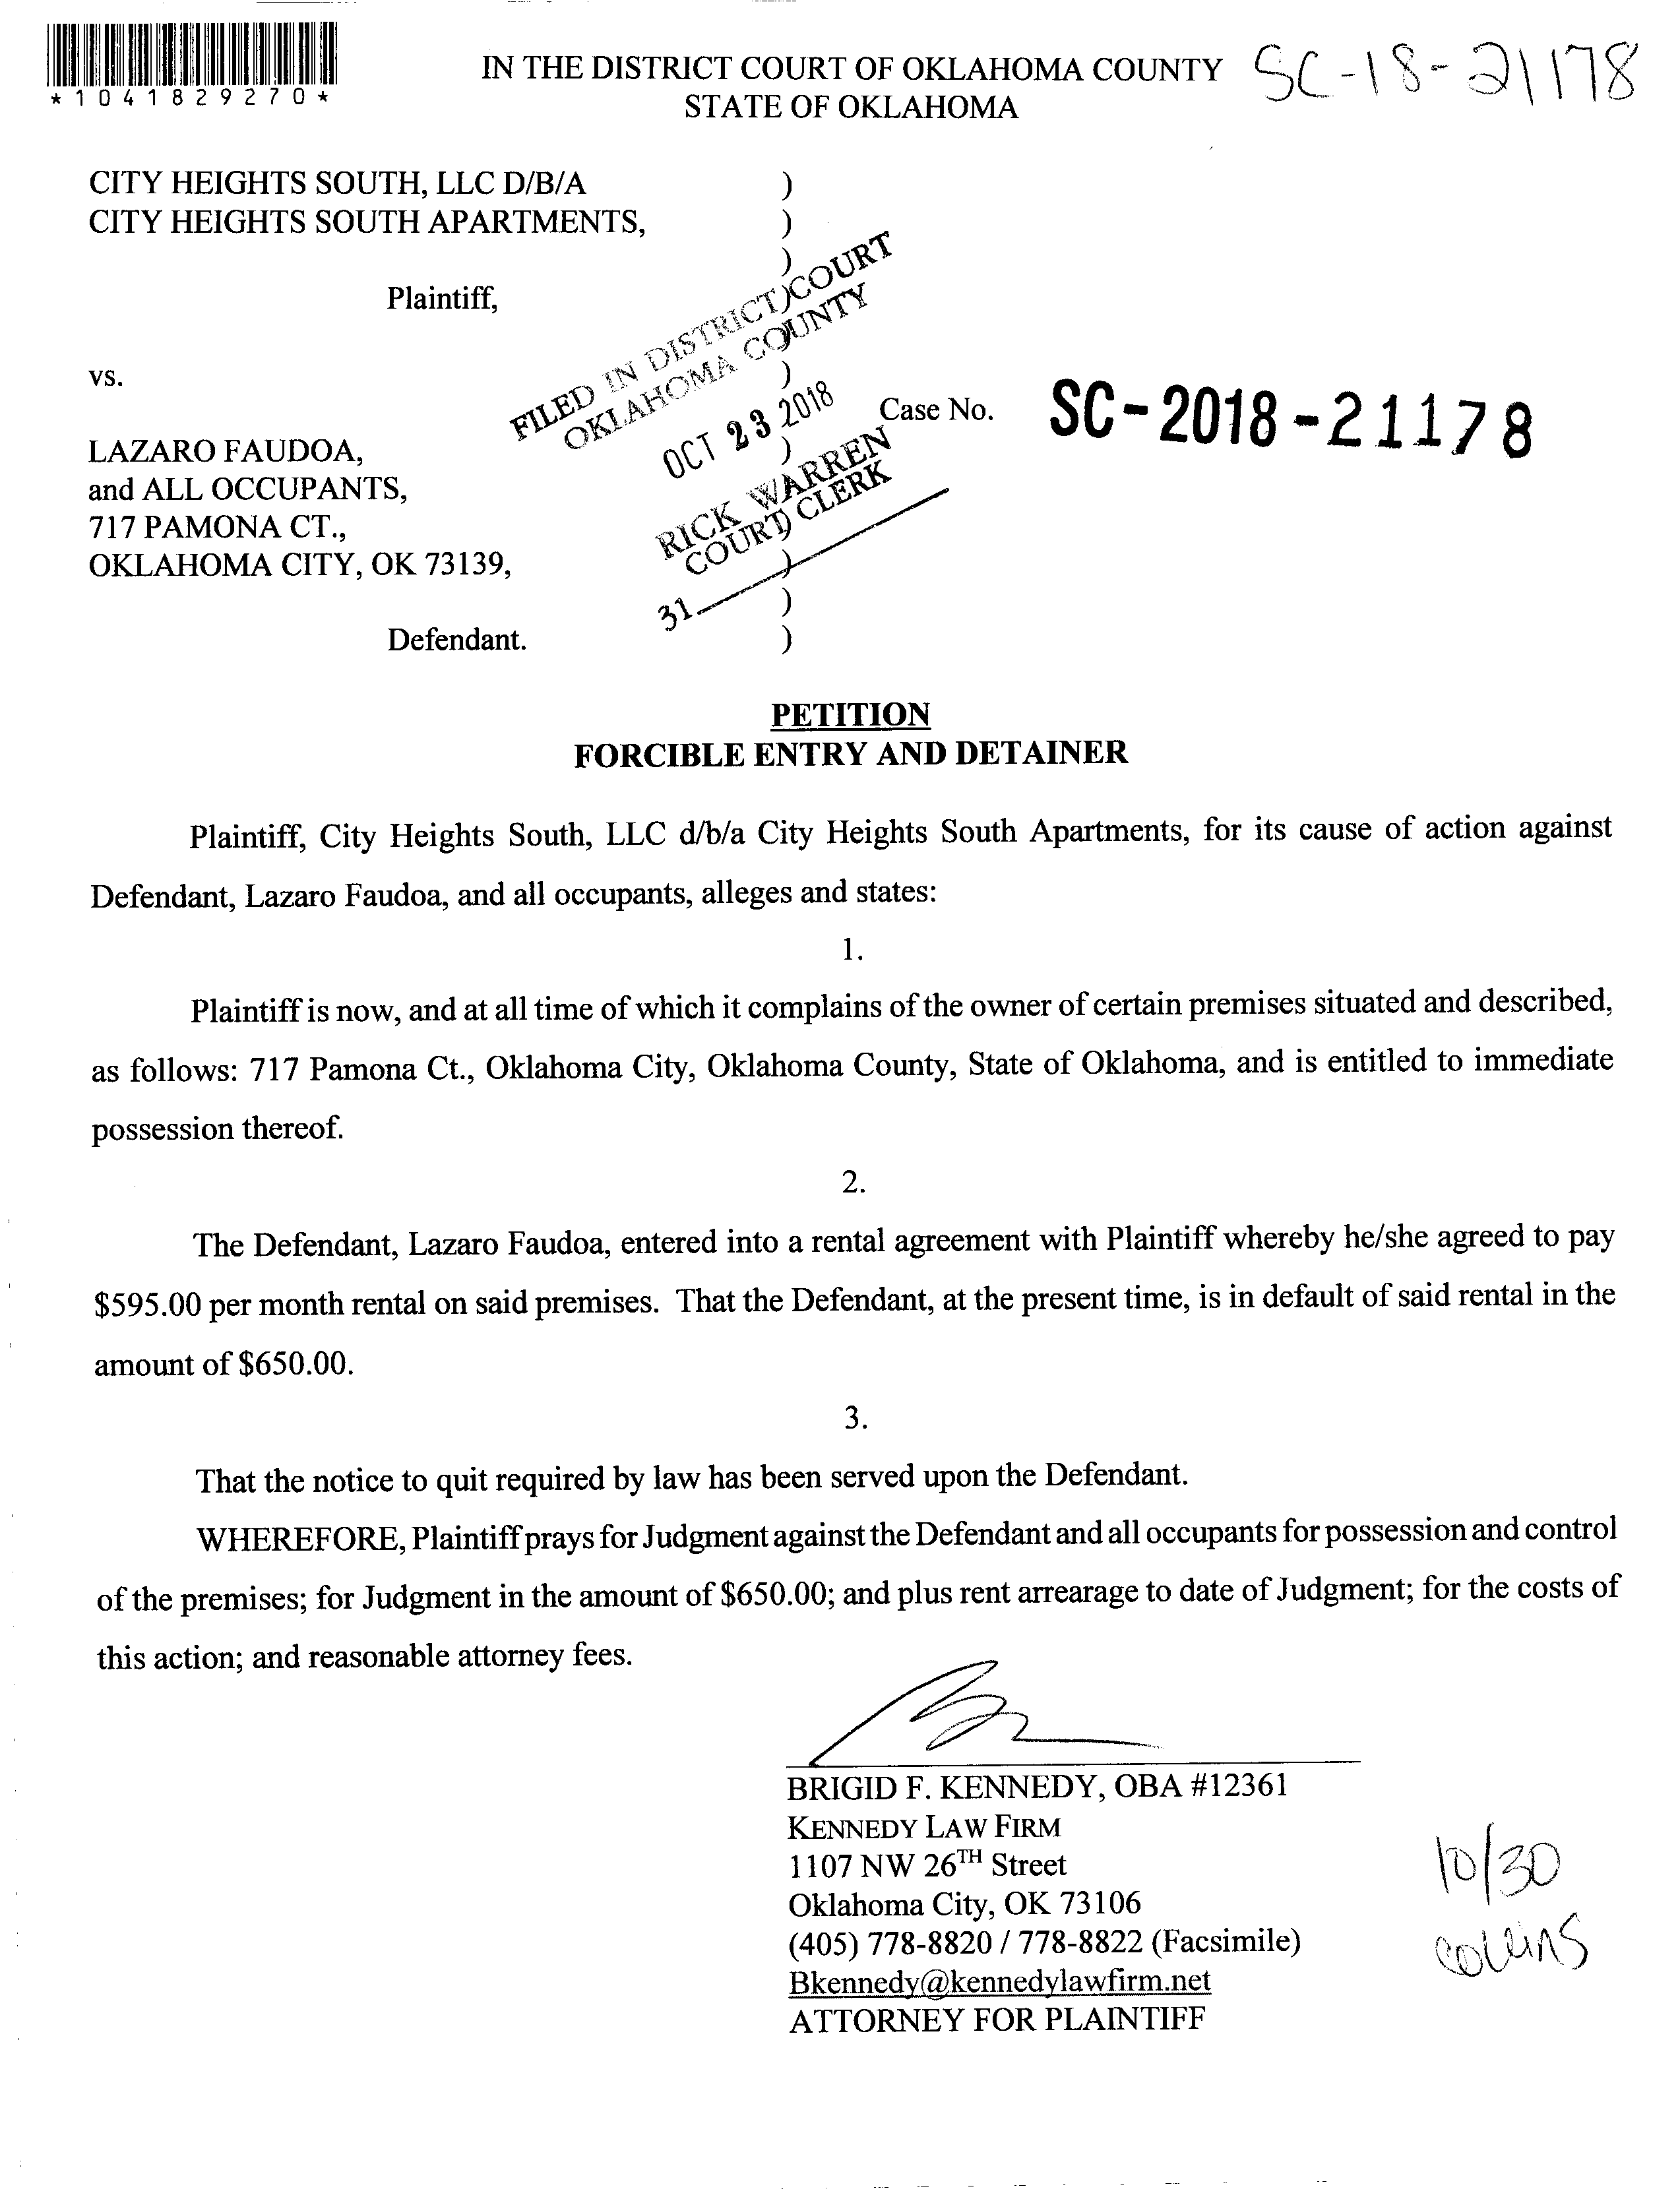 *1041829270*
IN THE DISTRICT COURT OF OKLAHOMA COUNTY
STATE OF OKLAHOMA
SC-18-21178
CITY HEIGHTS SOUTH, LLC D/B/A )
CITY HEIGHTS SOUTH APARTMENTS, )
)
Plaintiff, )
vs. )
FILED IN DISTRICT COURT
OKLAHOMA COUNTY
OCT 23 2018
RICK WARREN
COURT CLERK
31
Case No. SC-2018-21178
LAZARO FAUDOA, )
and ALL OCCUPANTS, )
717 PAMONA CT., )
OKLAHOMA CITY, OK 73139, )
)
Defendant. )
PETITION
FORCIBLE ENTRY AND DETAINER
Plaintiff, City Heights South, LLC d/b/a City Heights South Apartments, for its cause of action against
Defendant, Lazaro Faudoa, and all occupants, alleges and states:
1.
Plaintiff is now, and at all time of which it complains of the owner of certain premises situated and described,
as follows: 717 Pamona Ct., Oklahoma City, Oklahoma County, State of Oklahoma, and is entitled to immediate
possession thereof.
2.
The Defendant, Lazaro Faudoa, entered into a rental agreement with Plaintiff whereby he/she agreed to pay
$595.00 per month rental on said premises. That the Defendant, at the present time, is in default of said rental in the
amount of $650.00.
3.
That the notice to quit required by law has been served upon the Defendant.
WHEREFORE, Plaintiff prays for Judgment against the Defendant and all occupants for possession and control
of the premises; for Judgment in the amount of $650.00; and plus rent arrearage to date of Judgment; for the costs of
this action; and reasonable attorney fees.
BRIGID F. KENNEDY, OBA #12361
KENNEDY LAW FIRM
1107 NW 26TH Street
Oklahoma City, OK 73106
(405) 778-8820 / 778-8822 (Facsimile)
Bkennedy@kennedylawfirm.net
ATTORNEY FOR PLAINTIFF
10/30
collins